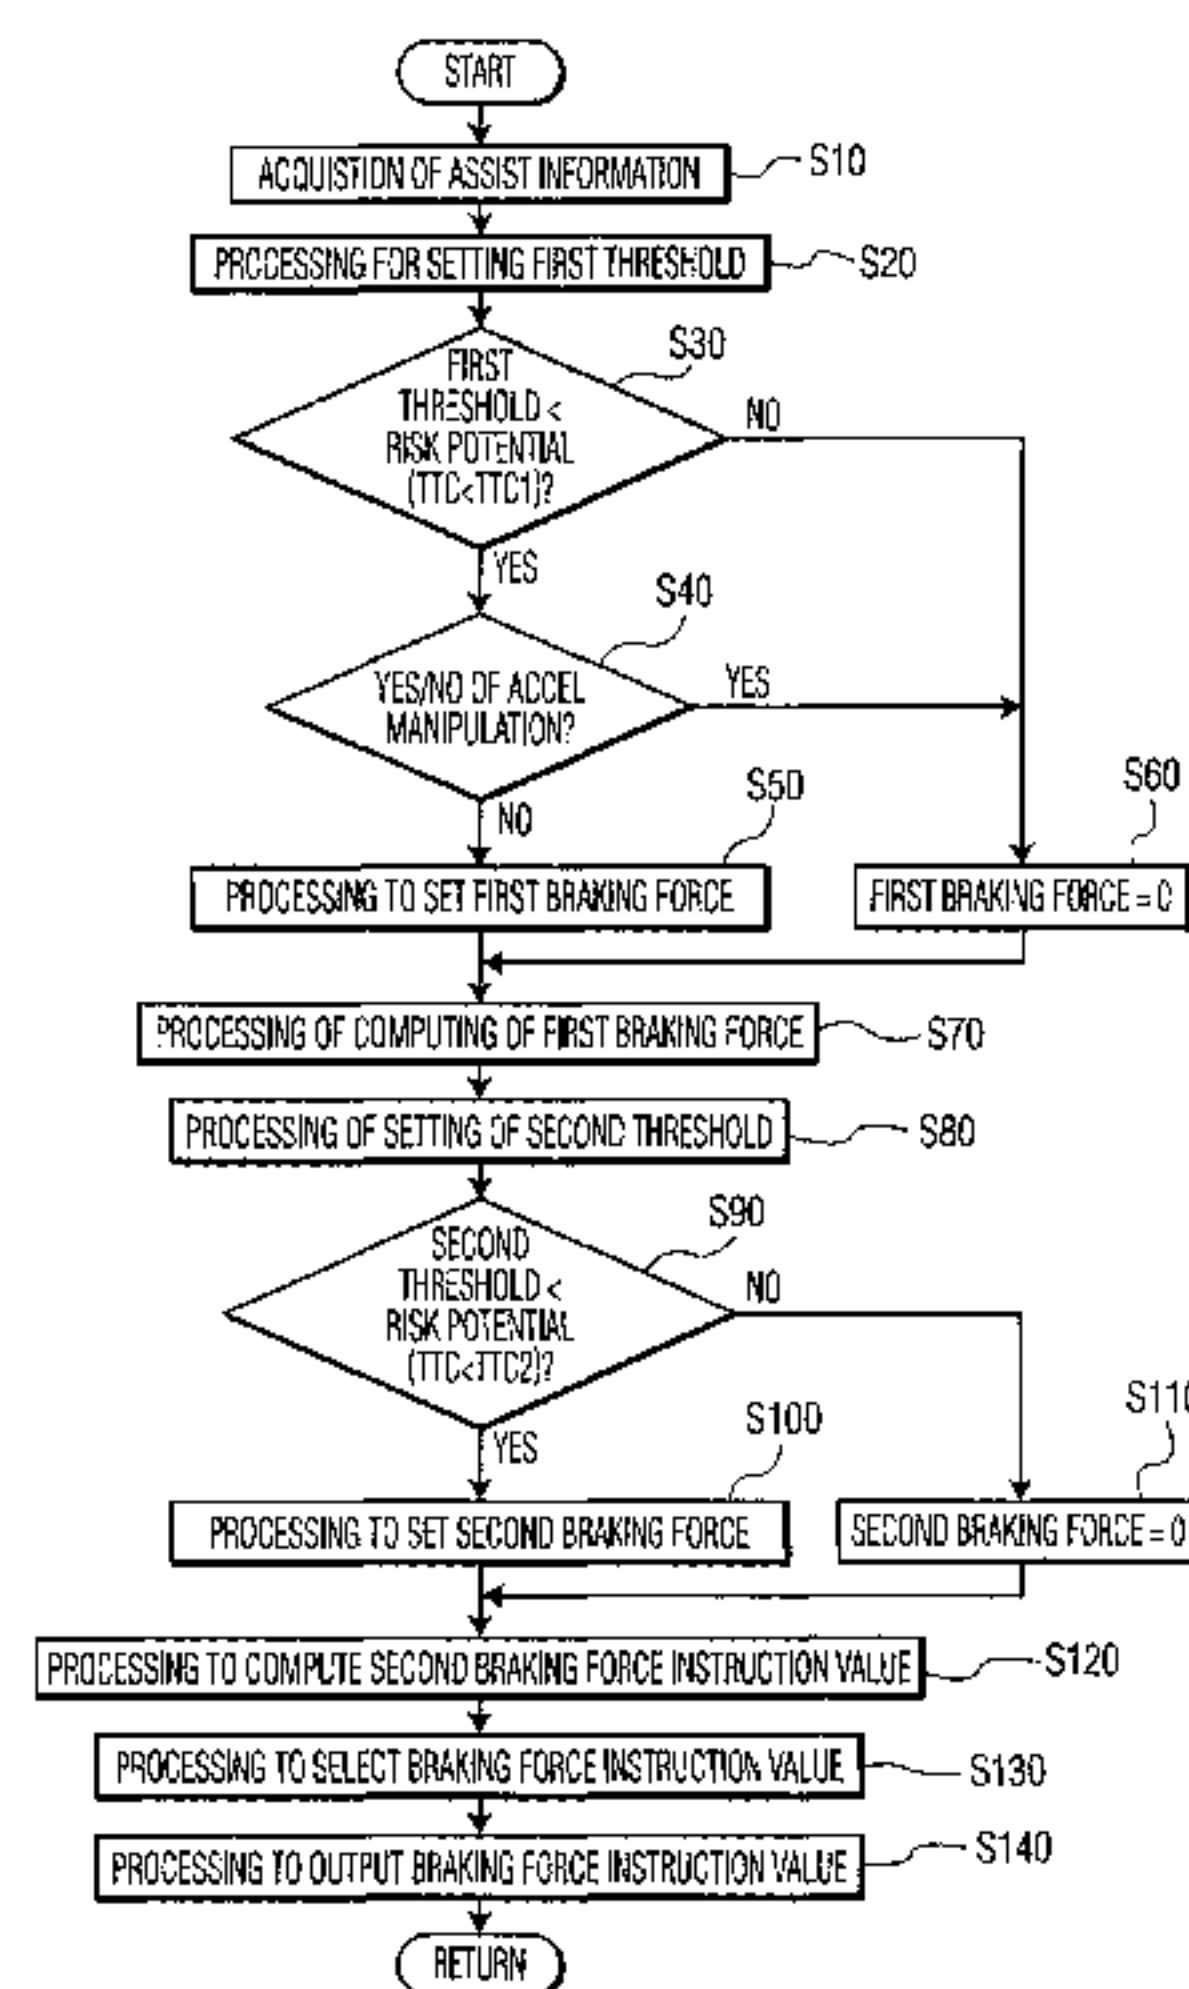 START
ACQUISTION OF ASSIST INFORMATION
S10
PROCESSING FOR SETTING FIRST THRESHOLD
S20
FIRST
THRESHOLD <
RISK POTENTIAL
(TTC<TTC1)?
S30
NO
YES
YES/NO OF ACCEL
MANIPULATION?
S40
YES
NO
PROCESSING TO SET FIRST BRAKING FORCE
S50
FIRST BRAKING FORCE = 0
S60
PROCESSING OF COMPUTING OF FIRST BRAKING FORCE
S70
PROCESSING OF SETTING OF SECOND THRESHOLD
S80
SECOND
THRESHOLD <
RISK POTENTIAL
(TTC<TTC2)?
S90
NO
YES
PROCESSING TO SET SECOND BRAKING FORCE
S100
SECOND BRAKING FORCE = 0
S110
PROCESSING TO COMPUTE SECOND BRAKING FORCE INSTRUCTION VALUE
S120
PROCESSING TO SELECT BRAKING FORCE INSTRUCTION VALUE
S130
PROCESSING TO OUTPUT BRAKING FORCE INSTRUCTION VALUE
S140
RETURN